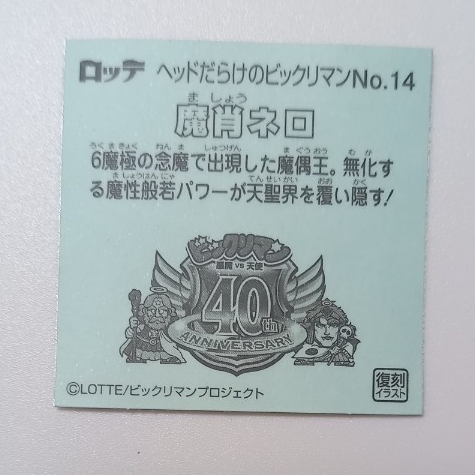 ロッテ ヘッドだらけのビックリマンNo.14
ま しょう
魔肖ネロ
ろくまきょく ねんま しゅつげん まぐうおう むか
6魔極の念魔で出現した魔偶王。無化す
ましょうはんにゃ てんせいかい おお かく
る魔性般若パワーが天聖界を覆い隠す!
ビックリマン
悪魔 VS 天使
40th
ANNIVERSARY
©LOTTE/ビックリマンプロジェクト
復刻
イラスト